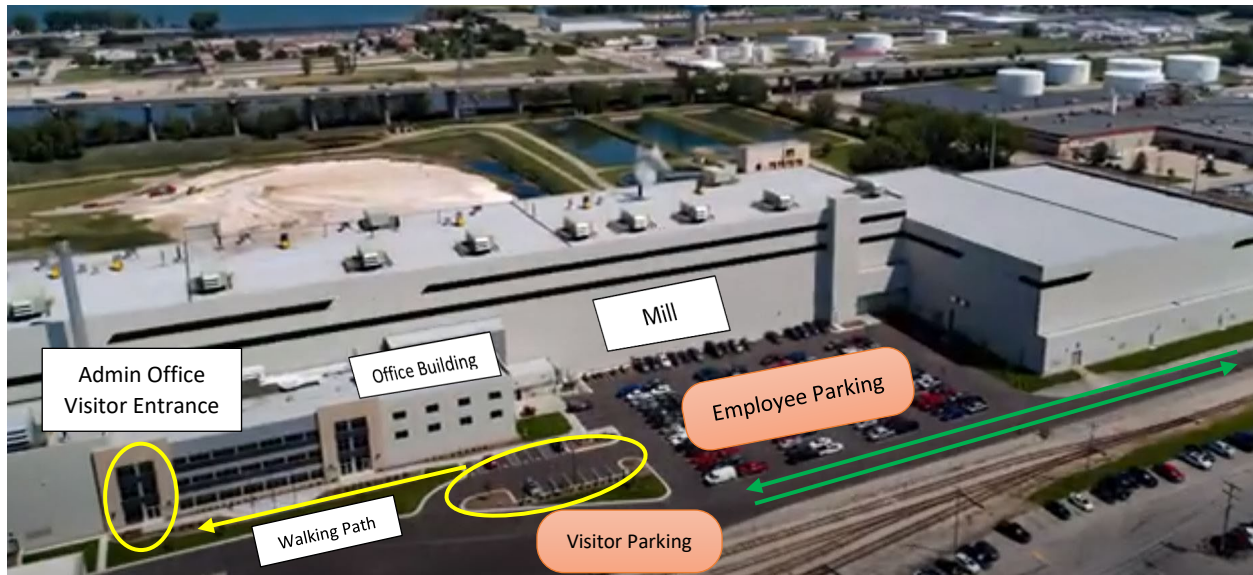 Mill
Office Building
Admin Office
Visitor Entrance
Employee Parking
Walking Path
Visitor Parking